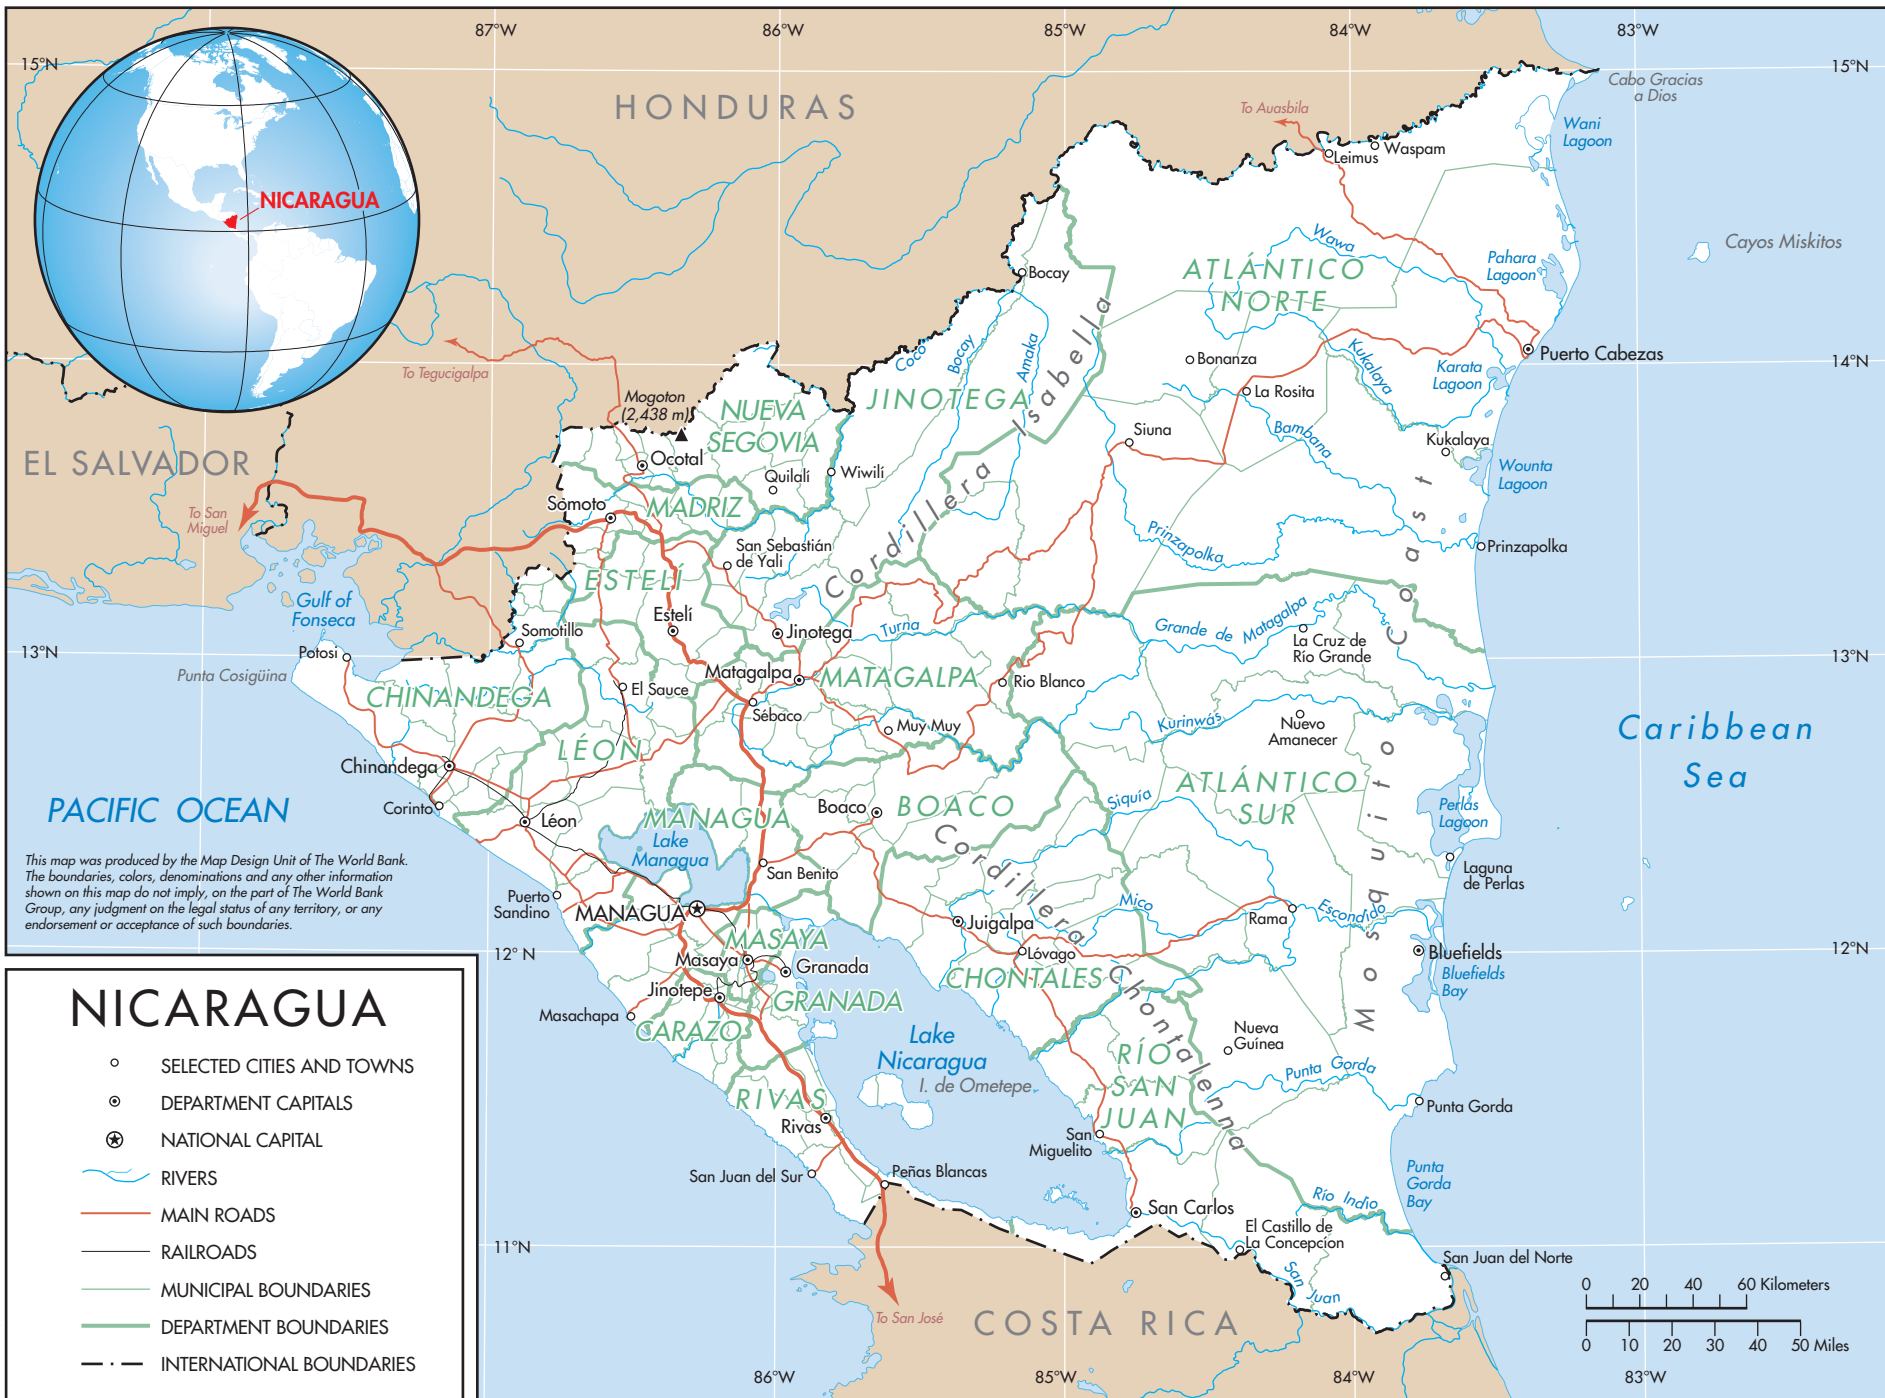 87°W
86°W
85°W
84°W
83°W
15°N
15°N
HONDURAS
To Auasbila
Cabo Gracias
a Dios
Wani
Lagoon
Leimus
Waspam
NICARAGUA
Wawa
Cayos Miskitos
Pahara
Lagoon
ATLÁNTICO
NORTE
Bocay
Coco
Bocay
Amaka
Isabella
Bonanza
Kukalaya
Puerto Cabezas
14°N
Karata
Lagoon
To Tegucigalpa
La Rosita
Mogoton
(2,438 m)
NUEVA
SEGOVIA
JINOTEGA
Siuna
Bambana
Kukalaya
EL SALVADOR
Ocotal
Quilalí
Wiwilí
Wounta
Lagoon
Cordillera
To San
Miguel
Somoto
MADRIZ
San Sebastián
de Yali
Prinzapolka
Prinzapolka
ESTELÍ
Gulf of
Fonseca
Estelí
Jinotega
Turna
Grande de Matagalpa
La Cruz de
Río Grande
Somotillo
13°N
13°N
Potosi
Punta Cosigüina
CHINANDEGA
El Sauce
Matagalpa
MATAGALPA
Rio Blanco
Sébaco
Muy Muy
Kurinwás
Nuevo
Amanecer
Caribbean
Sea
Mosquito Coast
LÉON
Chinandega
ATLÁNTICO
SUR
Corinto
PACIFIC OCEAN
Léon
MANAGUA
Boaco
BOACO
Siquía
Perlas
Lagoon
Lake
Managua
San Benito
Cordillera Chontalenna
Laguna
de Perlas
This map was produced by the Map Design Unit of The World Bank.
The boundaries, colors, denominations and any other information
shown on this map do not imply, on the part of The World Bank
Group, any judgment on the legal status of any territory, or any
endorsement or acceptance of such boundaries.
Puerto
Sandino
MANAGUA
Juigalpa
Mico
Rama
Escondido
MASAYA
Masaya
Granada
Lóvago
Bluefields
12°N
12°N
CHONTALES
Bluefields
Bay
Jinotepe
GRANADA
Masachapa
CARAZO
Lake
Nicaragua
I. de Ometepe
Nueva
Guínea
RÍO
SAN
JUAN
Punta Gorda
Punta Gorda
RIVAS
Rivas
San
Miguelito
San Juan del Sur
Peñas Blancas
Punta
Gorda
Bay
Río Indio
San Carlos
El Castillo de
La Concepcíon
11°N
San Juan del Norte
San Juan
To San José
COSTA RICA
NICARAGUA
SELECTED CITIES AND TOWNS
DEPARTMENT CAPITALS
NATIONAL CAPITAL
RIVERS
MAIN ROADS
RAILROADS
MUNICIPAL BOUNDARIES
DEPARTMENT BOUNDARIES
INTERNATIONAL BOUNDARIES
0 20 40 60 Kilometers
0 10 20 30 40 50 Miles
86°W
85°W
84°W
83°W